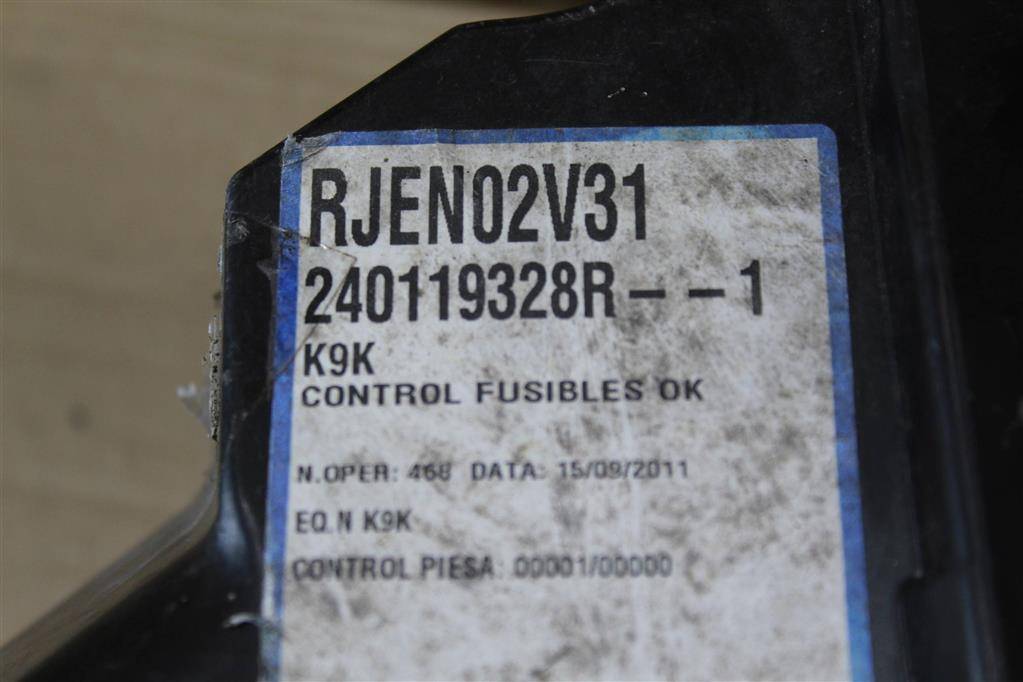 RJEN02V31
240119328R--1
K9K
CONTROL FUSIBLES OK
N.OPER: 468 DATA: 15/09/2011
EQ.N K9K
CONTROL PIESA: 00001/00000